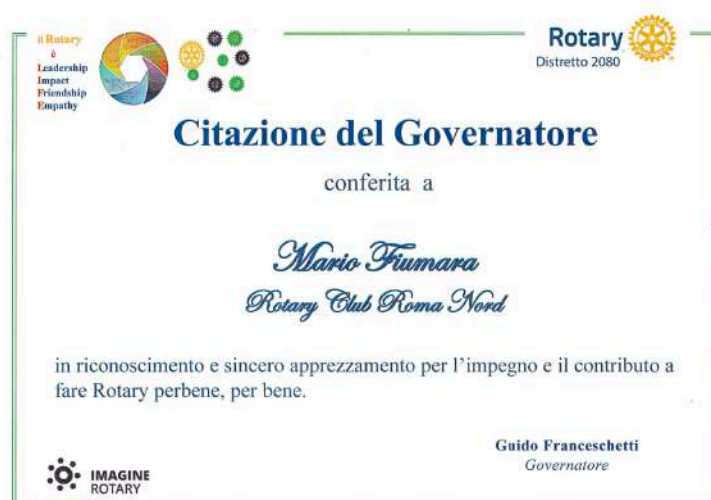 il Rotary
è
Leadership
Impact
Friendship
Empathy
Rotary
Distretto 2080
Citazione del Governatore
conferita a
Mario Fiumara
Rotary Club Roma Nord
in riconoscimento e sincero apprezzamento per l’impegno e il contributo a
fare Rotary perbene, per bene.
Guido Franceschetti
Governatore
IMAGINE
ROTARY